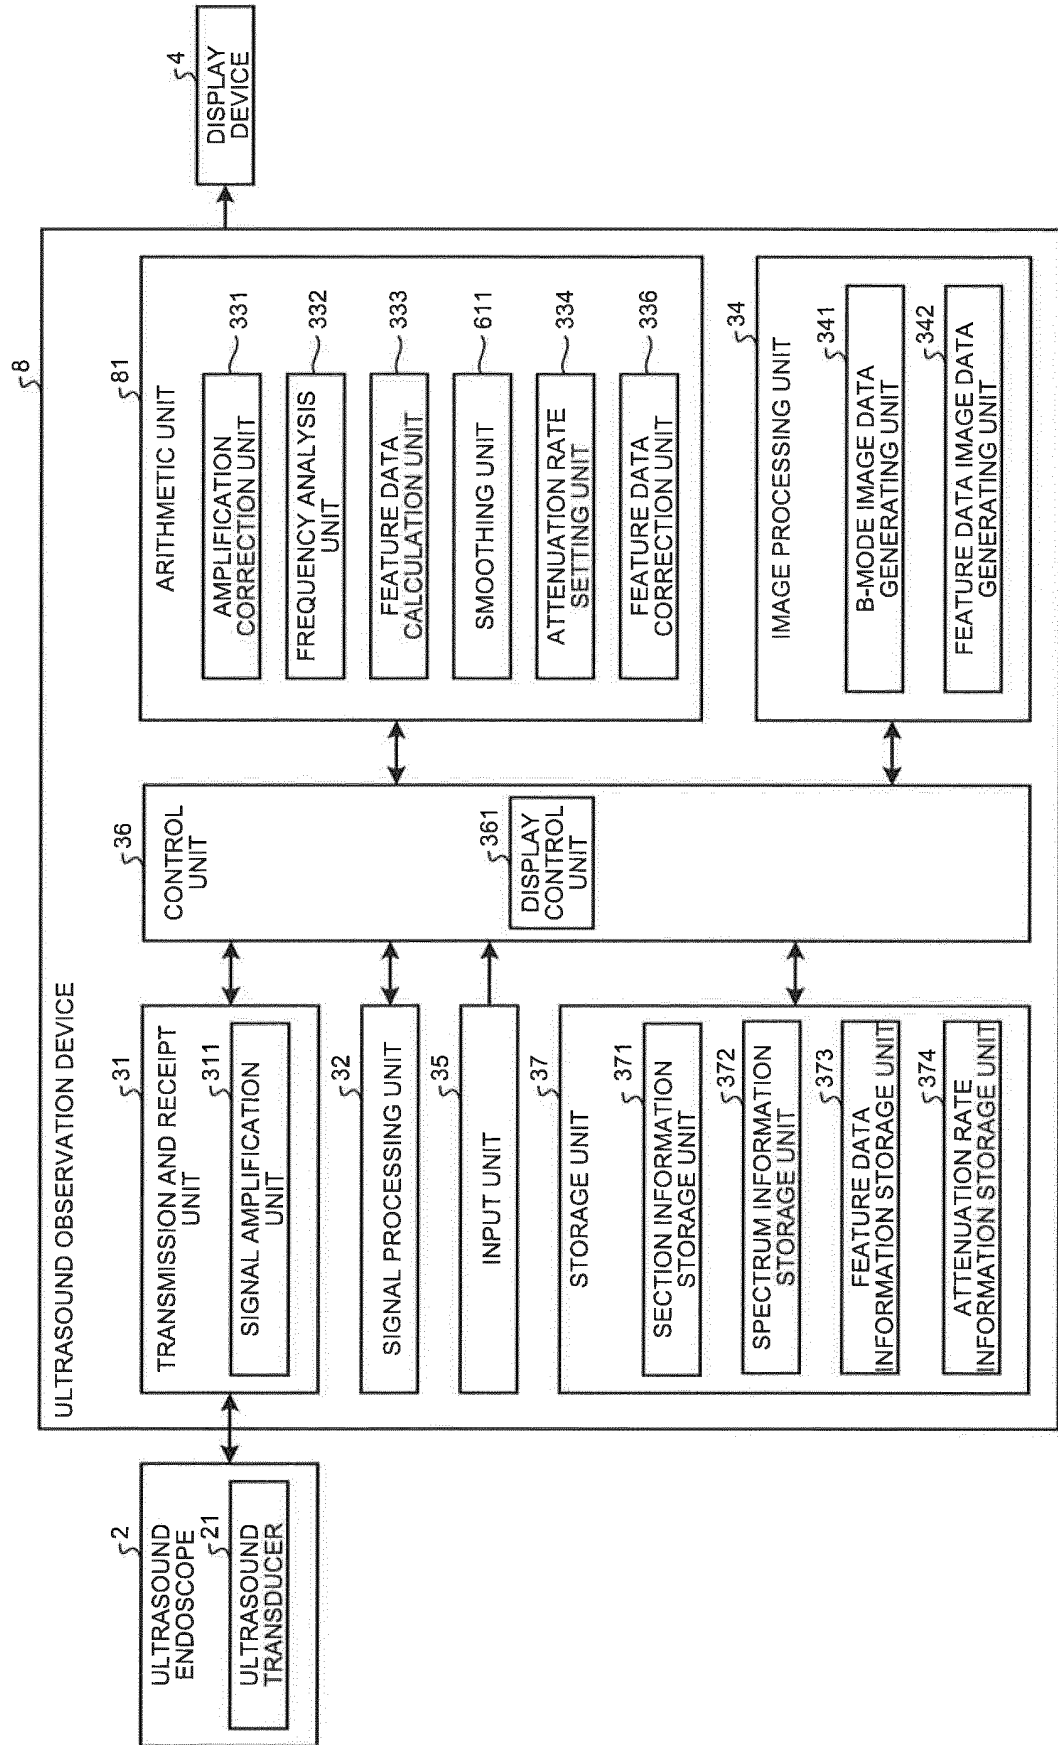 2
ULTRASOUND
ENDOSCOPE
21
ULTRASOUND
TRANSDUCER
8
ULTRASOUND OBSERVATION DEVICE
31
TRANSMISSION AND RECEIPT
UNIT
311
SIGNAL AMPLIFICATION
UNIT
32
SIGNAL PROCESSING UNIT
35
INPUT UNIT
37
STORAGE UNIT
371
SECTION INFORMATION
STORAGE UNIT
372
SPECTRUM INFORMATION
STORAGE UNIT
373
FEATURE DATA
INFORMATION STORAGE UNIT
374
ATTENUATION RATE
INFORMATION STORAGE UNIT
36
CONTROL
UNIT
361
DISPLAY
CONTROL
UNIT
81
ARITHMETIC UNIT
AMPLIFICATION
CORRECTION UNIT
331
FREQUENCY ANALYSIS
UNIT
332
FEATURE DATA
CALCULATION UNIT
333
SMOOTHING UNIT
611
ATTENUATION RATE
SETTING UNIT
334
FEATURE DATA
CORRECTION UNIT
336
34
IMAGE PROCESSING UNIT
341
B-MODE IMAGE DATA
GENERATING UNIT
342
FEATURE DATA IMAGE DATA
GENERATING UNIT
4
DISPLAY
DEVICE